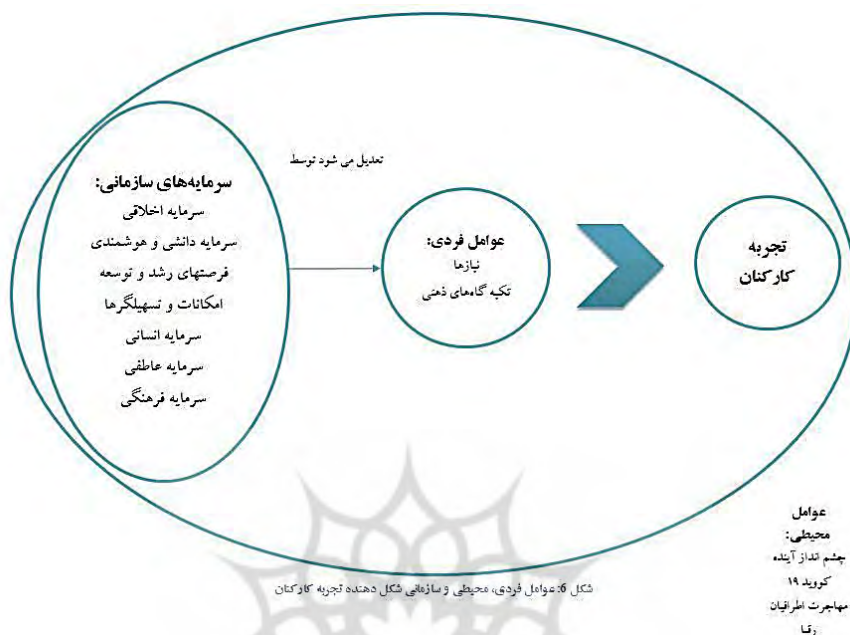 تعدیل می شود توسط
سرمایه‌های سازمانی:
سرمایه اخلاقی
سرمایه دانشی و هوشمندی
فرصتهای رشد و توسعه
امکانات و تسهیلگرها
سرمایه انسانی
سرمایه عاطفی
سرمایه فرهنگی
عوامل فردی:
نیازها
تکیه گاه‌های ذهنی
تجربه
کارکنان
عوامل
محیطی:
چشم انداز آینده
کووید ۱۹
مهاجرت اطرافیان
رقبا
شکل 6: عوامل فردی، محیطی و سازمانی شکل دهنده تجربه کارکنان